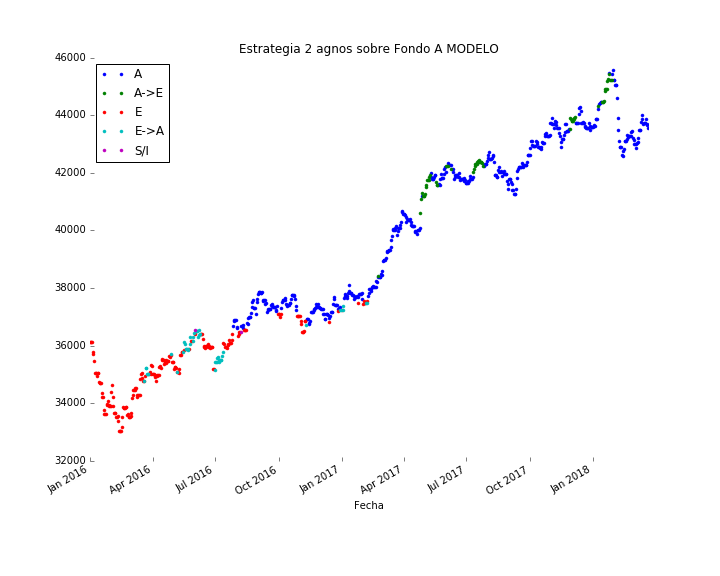 Estrategia 2 agnos sobre Fondo A MODELO
46000
44000
42000
40000
38000
36000
34000
32000
A
A->E
E
E->A
S/I
Jan 2016
Apr 2016
Jul 2016
Oct 2016
Jan 2017
Apr 2017
Jul 2017
Oct 2017
Jan 2018
Fecha